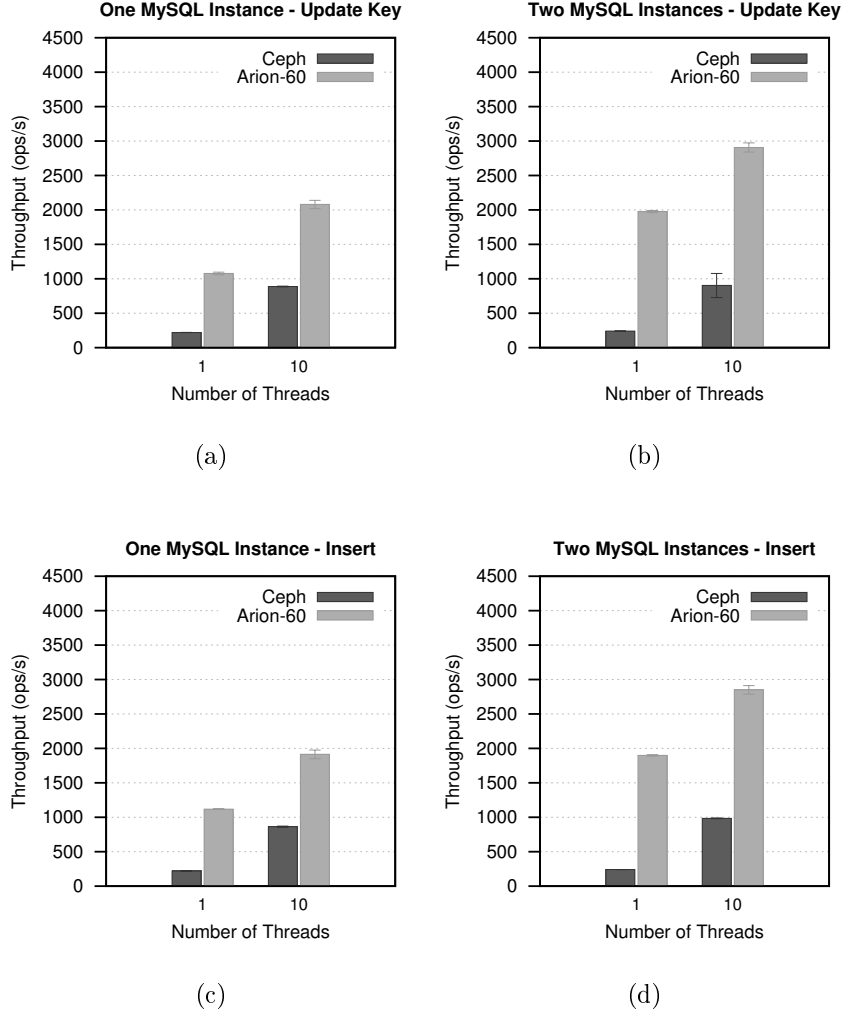 One MySQL Instance - Update Key
4500
4000
3500
3000
2500
2000
1500
1000
500
0
Throughput (ops/s)
Ceph
Arion-60
1 10
Number of Threads
(a)
Two MySQL Instances - Update Key
4500
4000
3500
3000
2500
2000
1500
1000
500
0
Throughput (ops/s)
Ceph
Arion-60
1 10
Number of Threads
(b)
One MySQL Instance - Insert
4500
4000
3500
3000
2500
2000
1500
1000
500
0
Throughput (ops/s)
Ceph
Arion-60
1 10
Number of Threads
(c)
Two MySQL Instances - Insert
4500
4000
3500
3000
2500
2000
1500
1000
500
0
Throughput (ops/s)
Ceph
Arion-60
1 10
Number of Threads
(d)